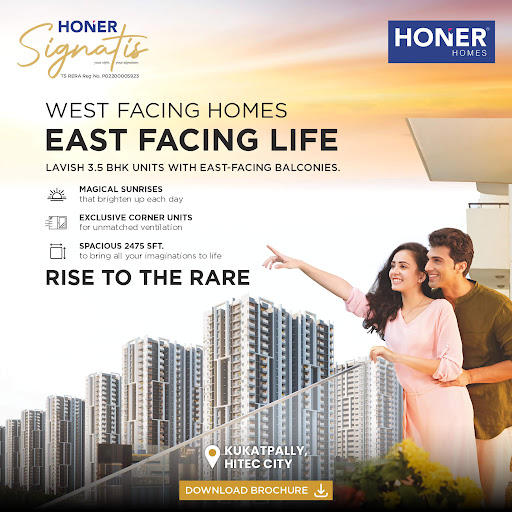 HONER
Signatis
TS RERA Reg No. P02200005923
HONER
HOMES
WEST FACING HOMES
EAST FACING LIFE
LAVISH 3.5 BHK UNITS WITH EAST-FACING BALCONIES.
MAGICAL SUNRISES
that brighten up each day
EXCLUSIVE CORNER UNITS
for unmatched ventilation
SPACIOUS 2475 SFT.
to bring all your imaginations to life
RISE TO THE RARE
KUKATPALLY,
HITEC CITY
DOWNLOAD BROCHURE